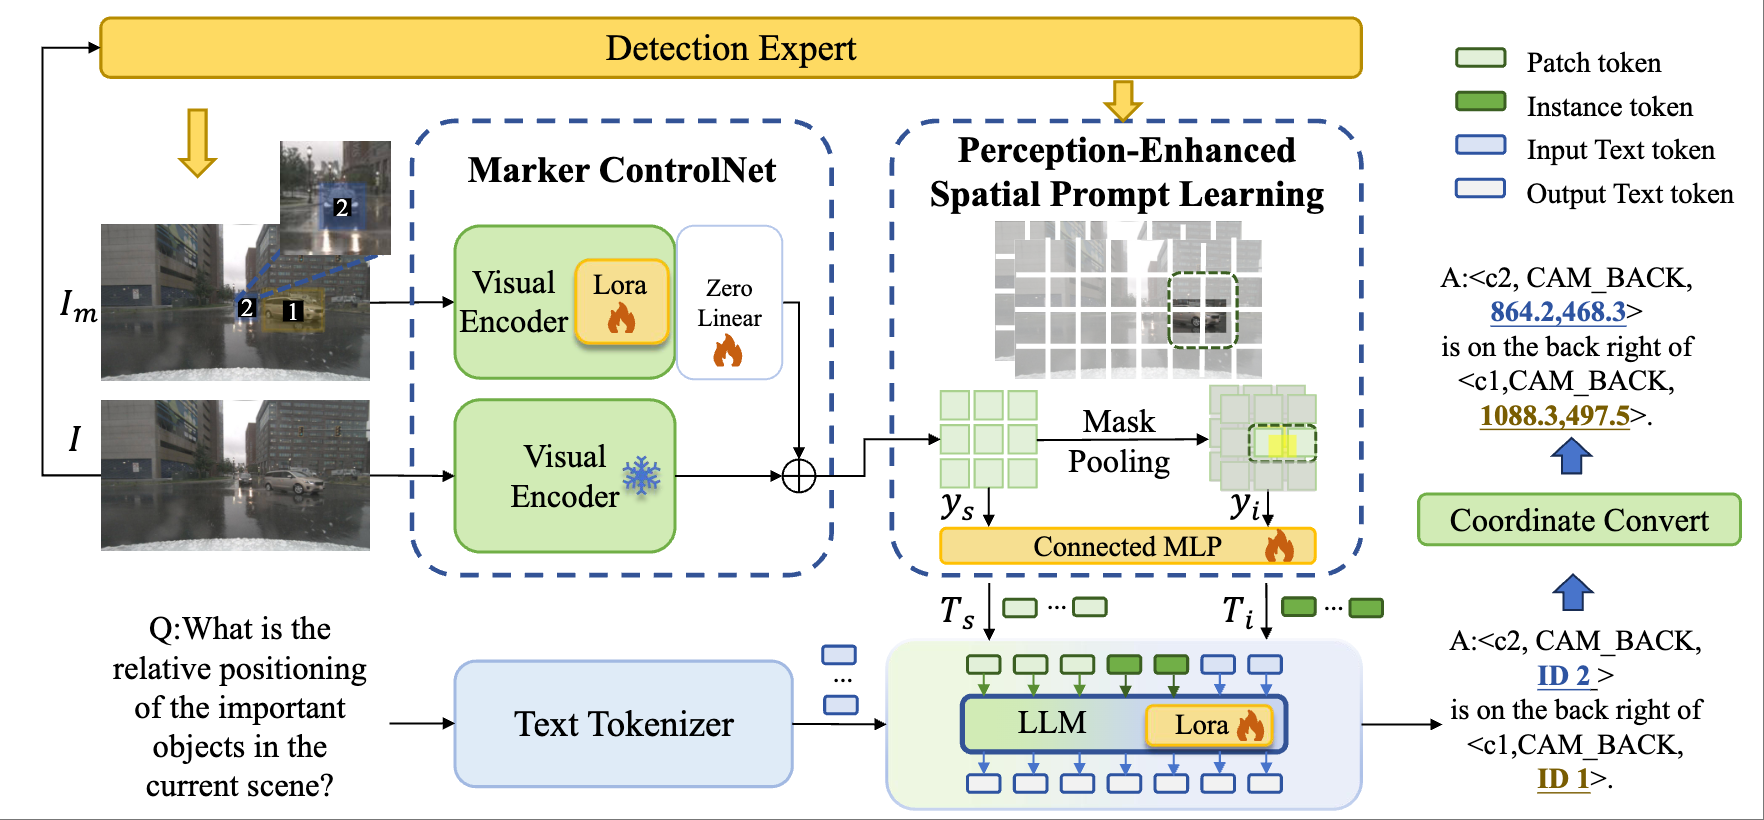 Detection Expert
Patch token
Instance token
Input Text token
Output Text token
2
2
1
I_m
I
Marker ControlNet
Visual
Encoder
Lora
Zero
Linear
Visual
Encoder
Perception-Enhanced
Spatial Prompt Learning
Mask
Pooling
y_s
y_i
Connected MLP
T_s
...
T_i
...
Q:What is the
relative positioning
of the important
objects in the
current scene?
Text Tokenizer
...
LLM
Lora
A:<c2, CAM_BACK,
864.2,468.3>
is on the back right of
<c1,CAM_BACK,
1088.3,497.5>.
Coordinate Convert
A:<c2, CAM_BACK,
ID 2 >
is on the back right of
<c1,CAM_BACK,
ID 1>.